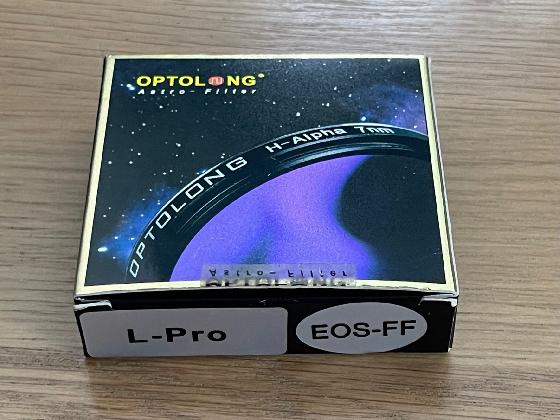 OPTOLONG®
Astro-Filter
OPTOLONG H-Alpha 7nm
Astro-Filter
OPTOLONG
L-Pro
EOS-FF